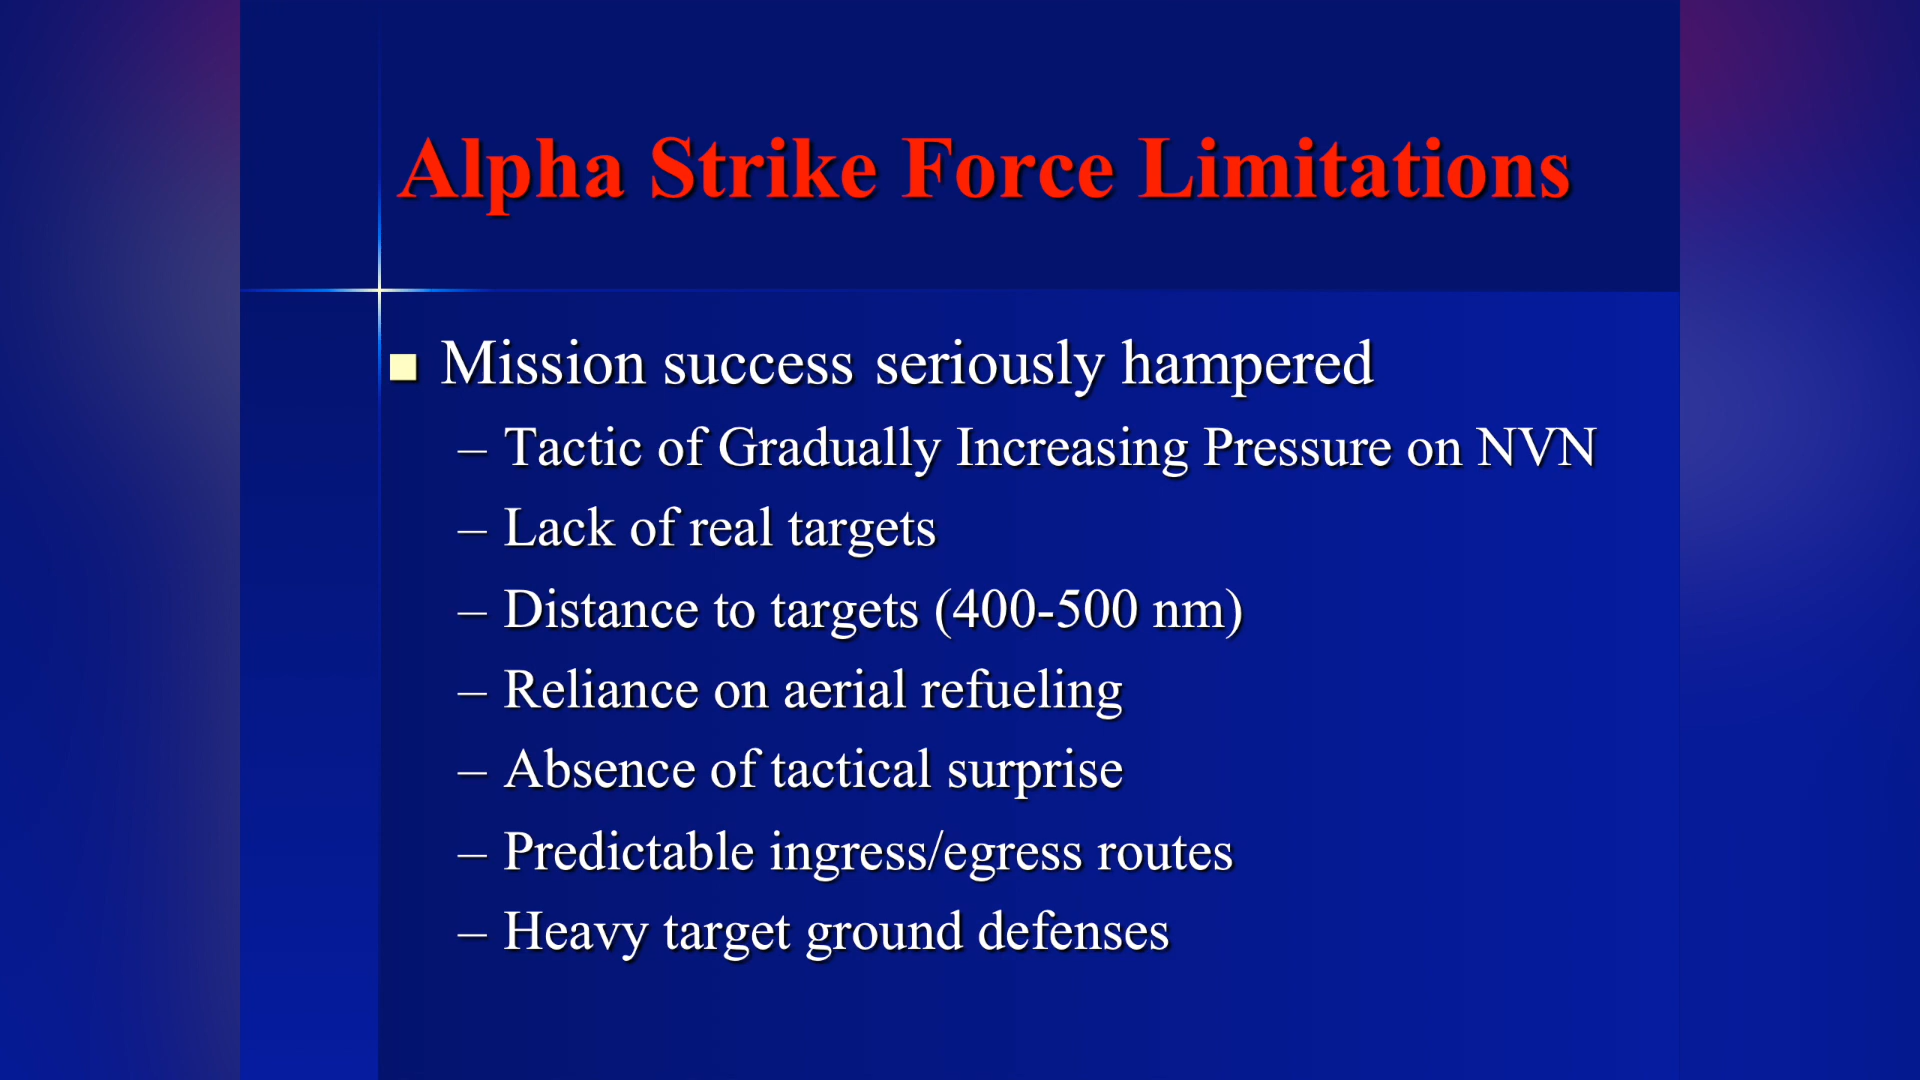 Alpha Strike Force Limitations
Mission success seriously hampered
– Tactic of Gradually Increasing Pressure on NVN
– Lack of real targets
– Distance to targets (400-500 nm)
– Reliance on aerial refueling
– Absence of tactical surprise
– Predictable ingress/egress routes
– Heavy target ground defenses